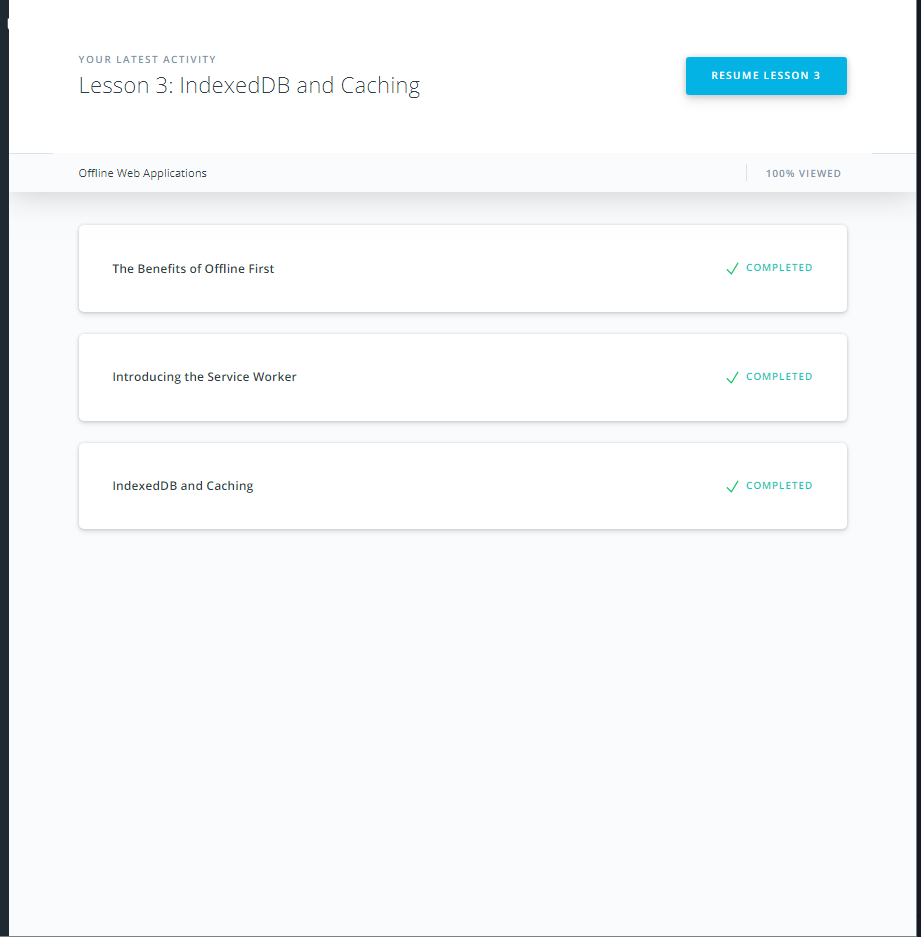 YOUR LATEST ACTIVITY
Lesson 3: IndexedDB and Caching
RESUME LESSON 3
Offline Web Applications
100% VIEWED
The Benefits of Offline First
COMPLETED
Introducing the Service Worker
COMPLETED
IndexedDB and Caching
COMPLETED